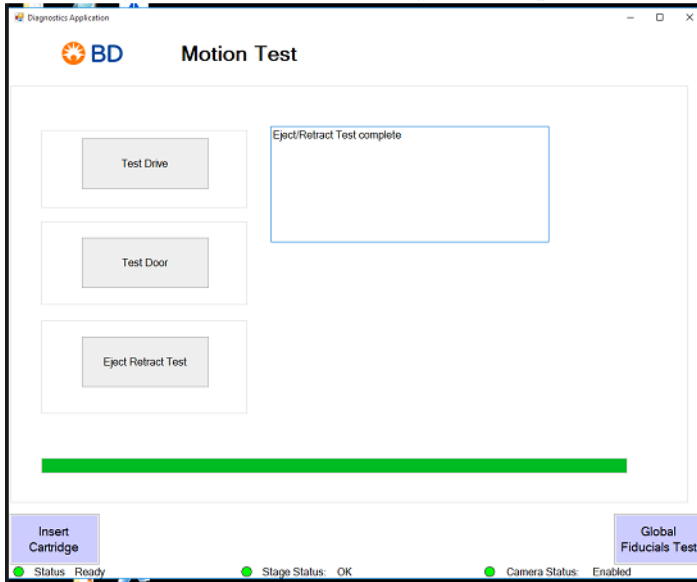 Diagnostics Application
BD Motion Test
Test Drive
Eject/Retract Test complete
Test Door
Eject Retract Test
Insert
Cartridge
Global
Fiducials Test
Status Ready
Stage Status: OK
Camera Status: Enabled